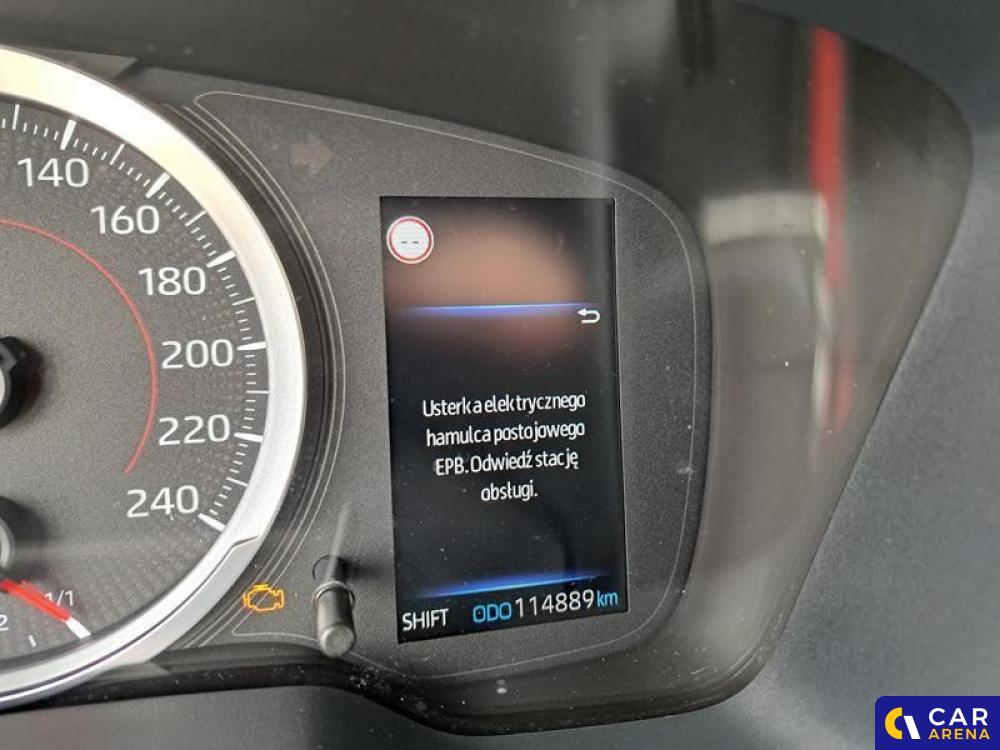 140
160
180
200
220
240
1/1
2
--
Usterka elektrycznego
hamulca postojowego
EPB. Odwiedź stację
obsługi.
SHIFT ODO 114889 km
CAR
ARENA